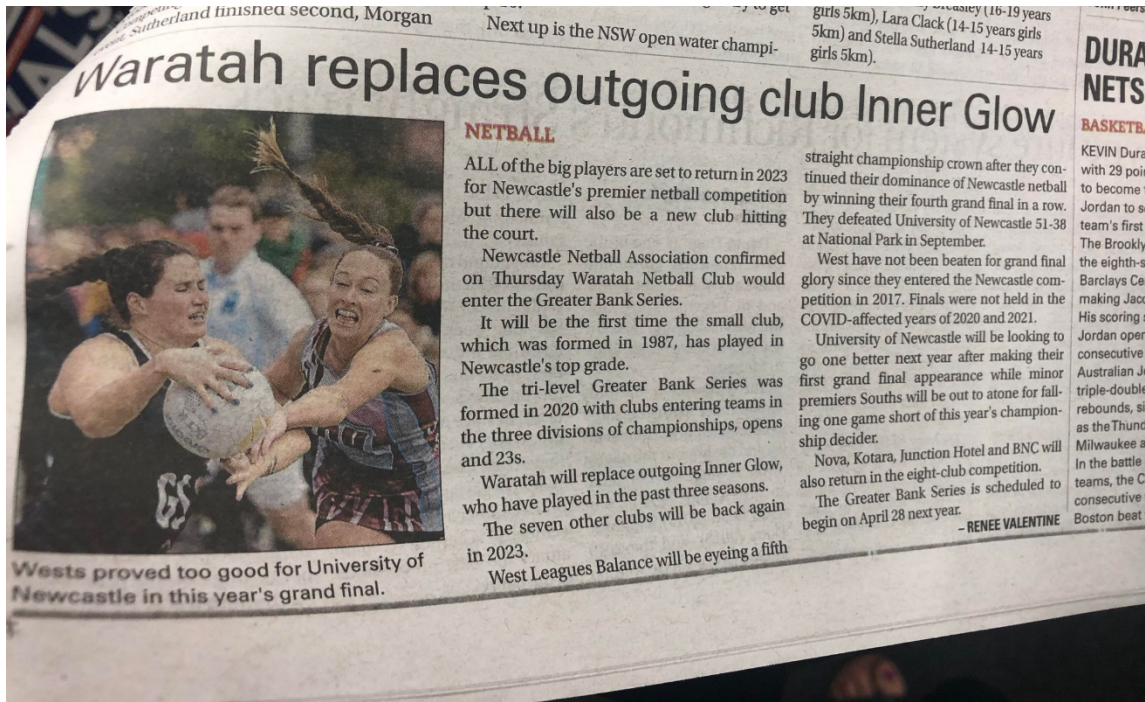 Sutherland finished second, Morgan
Next up is the NSW open water champi-
to get
(16-19 years
girls 5km), Lara Clack (14-15 years girls
5km) and Stella Sutherland 14-15 years
girls 5km).
Waratah replaces outgoing club Inner Glow
NETBALL
ALL of the big players are set to return in 2023
for Newcastle's premier netball competition
but there will also be a new club hitting
the court.
Newcastle Netball Association confirmed
on Thursday Waratah Netball Club would
enter the Greater Bank Series.
It will be the first time the small club,
which was formed in 1987, has played in
Newcastle's top grade.
The tri-level Greater Bank Series was
formed in 2020 with clubs entering teams in
the three divisions of championships, opens
and 23s.
Waratah will replace outgoing Inner Glow,
who have played in the past three seasons.
The seven other clubs will be back again
in 2023.
West Leagues Balance will be eyeing a fifth
straight championship crown after they con-
tinued their dominance of Newcastle netball
by winning their fourth grand final in a row.
They defeated University of Newcastle 51-38
at National Park in September.
West have not been beaten for grand final
glory since they entered the Newcastle com-
petition in 2017. Finals were not held in the
COVID-affected years of 2020 and 2021.
University of Newcastle will be looking to
go one better next year after making their
first grand final appearance while minor
premiers Souths will be out to atone for fall-
ing one game short of this year's champion-
ship decider.
Nova, Kotara, Junction Hotel and BNC will
also return in the eight-club competition.
The Greater Bank Series is scheduled to
begin on April 28 next year.
– RENEE VALENTINE
GS
Wests proved too good for University of
Newcastle in this year's grand final.
DURA
NETS
BASKETB
KEVIN Dura
with 29 poi
to become
Jordan to s
team's first
The Brookly
the eighth-s
Barclays Ce
making Jac
His scoring
Jordan oper
consecutive
Australian J
triple-double
rebounds, si
as the Thund
Milwaukee a
In the battle
teams, the C
consecutive
Boston beat